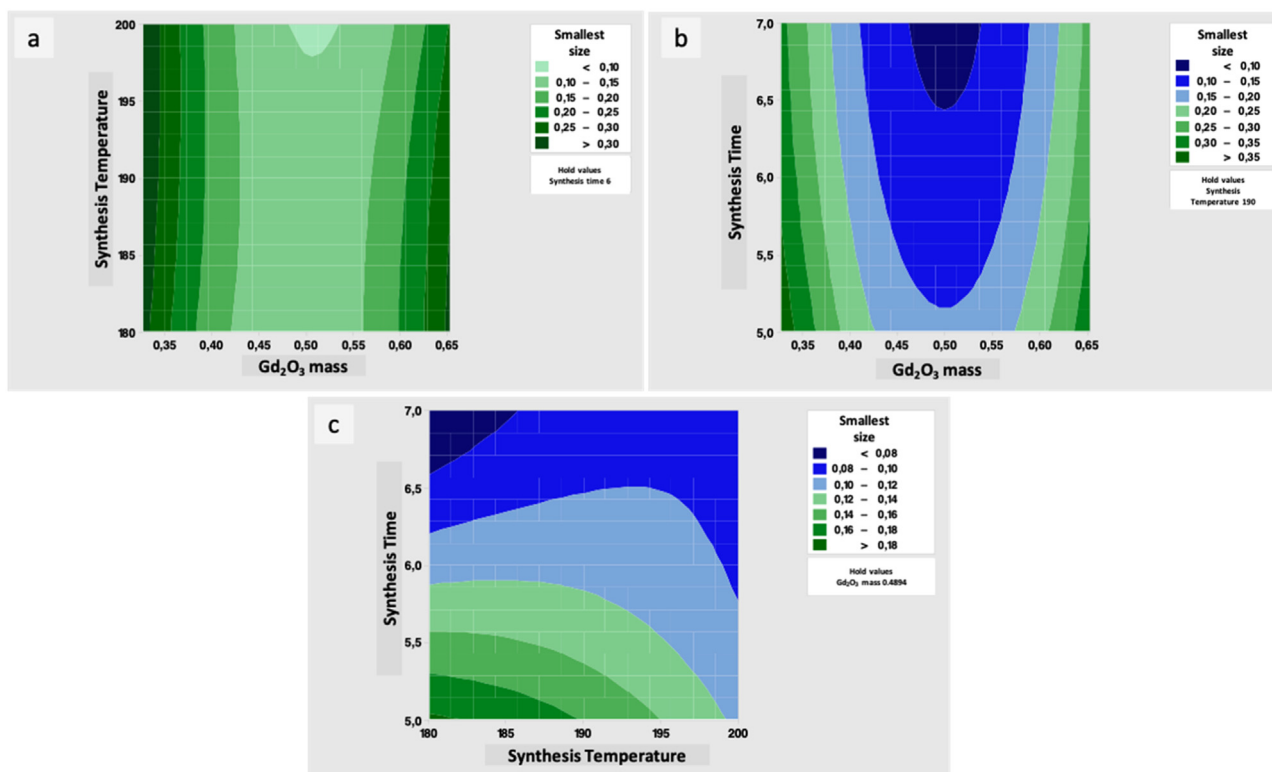 a
Synthesis Temperature
200
195
190
185
180
0,35 0,40 0,45 0,50 0,55 0,60 0,65
Gd₂O₃ mass
Smallest
size
< 0,10
0,10 – 0,15
0,15 – 0,20
0,20 – 0,25
0,25 – 0,30
> 0,30
Hold values
Synthesis time 6
b
Synthesis Time
7,0
6,5
6,0
5,5
5,0
0,35 0,40 0,45 0,50 0,55 0,60 0,65
Gd₂O₃ mass
Smallest
size
< 0,10
0,10 – 0,15
0,15 – 0,20
0,20 – 0,25
0,25 – 0,30
0,30 – 0,35
> 0,35
Hold values
Synthesis
Temperature 190
c
Synthesis Time
7,0
6,5
6,0
5,5
5,0
180 185 190 195 200
Synthesis Temperature
Smallest
size
< 0,08
0,08 – 0,10
0,10 – 0,12
0,12 – 0,14
0,14 – 0,16
0,16 – 0,18
> 0,18
Hold values
Gd₂O₃ mass 0.4894